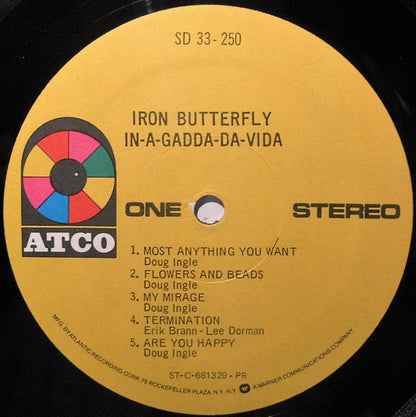 SD 33-250
IRON BUTTERFLY
IN-A-GADDA-DA-VIDA
ATCO
ONE
STEREO
1. MOST ANYTHING YOU WANT
Doug Ingle
2. FLOWERS AND BEADS
Doug Ingle
3. MY MIRAGE
Doug Ingle
4. TERMINATION
Erik Brann-Lee Dorman
5. ARE YOU HAPPY
Doug Ingle
ST-C-681329-PR
MFG. BY ATLANTIC RECORDING CORP. 75 ROCKEFELLER PLAZA, N.Y. N.Y. A WARNER COMMUNICATIONS COMPANY